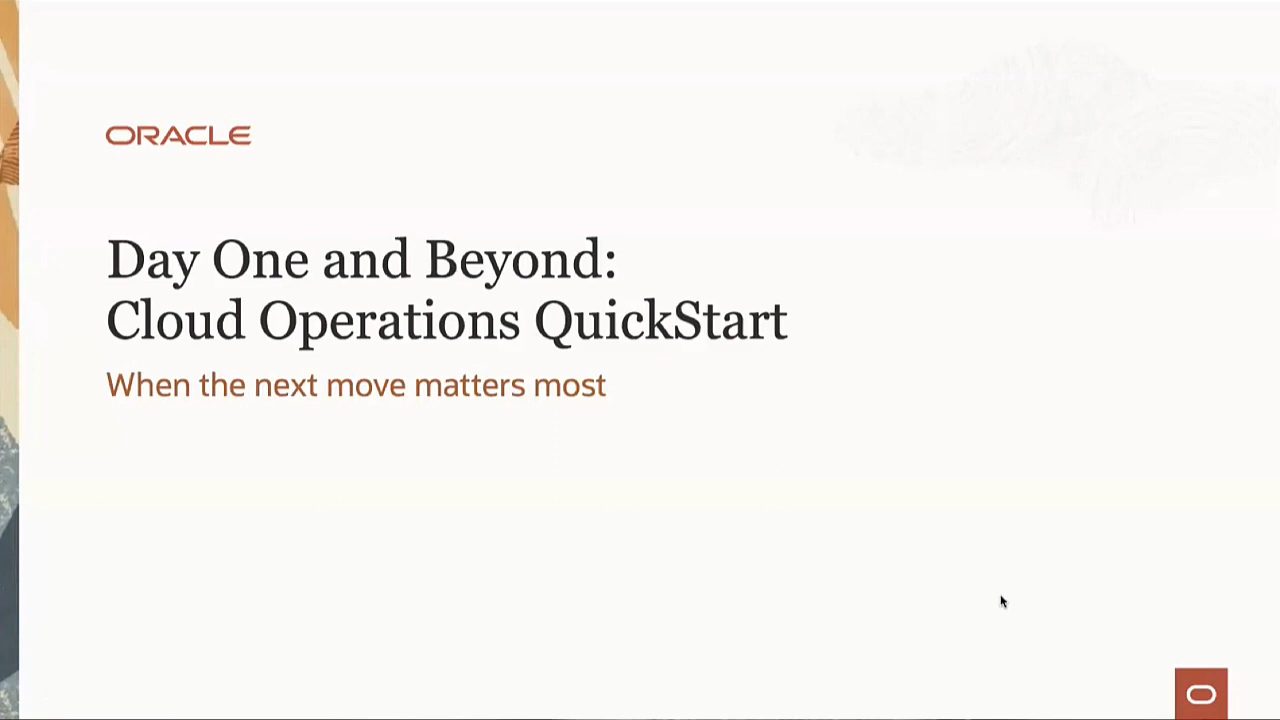 ORACLE
Day One and Beyond:
Cloud Operations QuickStart
When the next move matters most